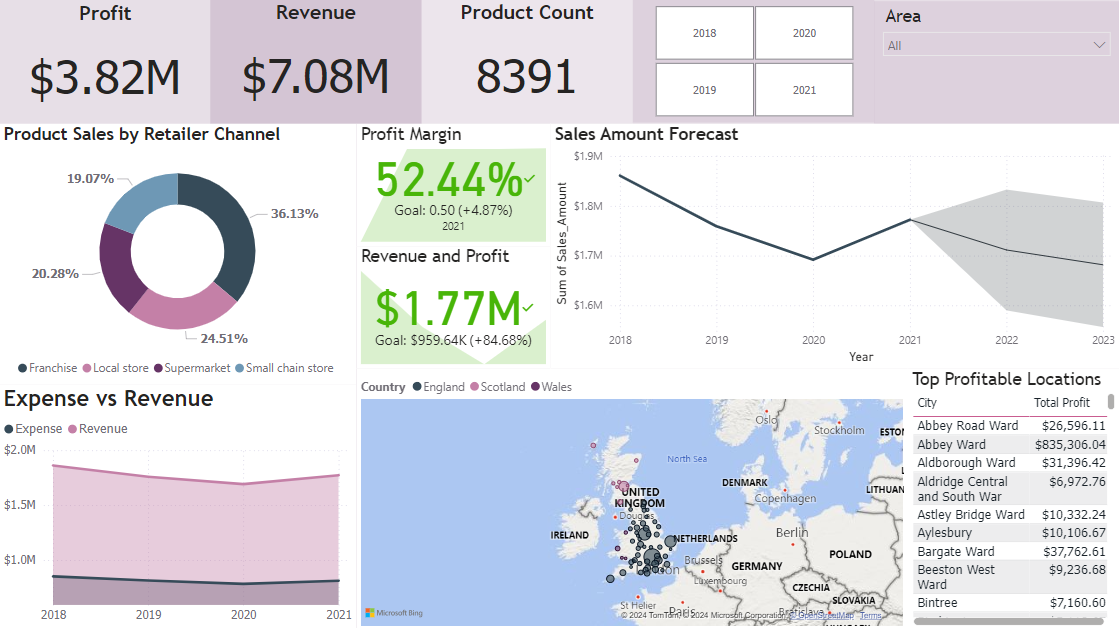 Profit
$3.82M
Revenue
$7.08M
Product Count
8391
2018
2020
2019
2021
Area
All
Product Sales by Retailer Channel
19.07%
36.13%
20.28%
24.51%
Franchise Local store Supermarket Small chain store
Profit Margin
52.44%
Goal: 0.50 (+4.87%)
2021
Revenue and Profit
$1.77M
Goal: $959.64K (+84.68%)
Sales Amount Forecast
Sum of Sales_Amount
$1.9M
$1.8M
$1.7M
$1.6M
2018 2019 2020 2021 2022 2023
Year
Expense vs Revenue
Expense Revenue
$2.0M
$1.5M
$1.0M
2018 2019 2020 2021
Country England Scotland Wales
Oslo
Stockholm
ESTON
North Sea
DENMARK
Copenhagen
LITHUAN
UNITED
KINGDOM
Douglas
IRELAND
NETHERLANDS
Berlin
POLAND
Brussels
GERMANY
Luxembourg
CZECHIA
SLOVAKIA
St Helier
Paris
Bratislava
Microsoft Bing
© 2024 TomTom, © 2024 Microsoft Corporation, © OpenStreetMap Terms
Top Profitable Locations
City Total Profit
Abbey Road Ward $26,596.11
Abbey Ward $835,306.04
Aldborough Ward $31,396.42
Aldridge Central
and South War $6,972.76
Astley Bridge Ward $10,332.24
Aylesbury $10,106.67
Bargate Ward $37,762.61
Beeston West
Ward $9,236.68
Bintree $7,160.60